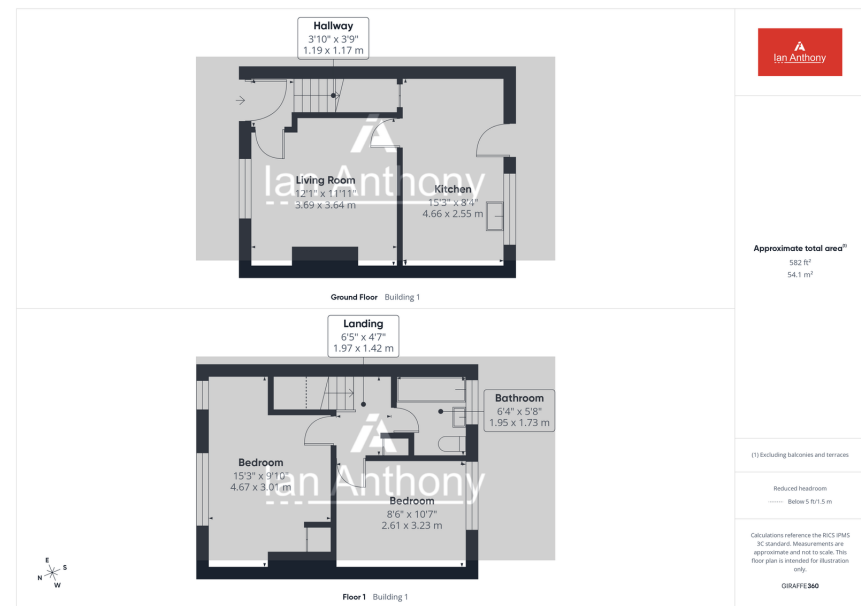 Hallway
3'10" x 3'9"
1.19 x 1.17 m
Ian Anthony
Living Room
12'1" x 11'11"
3.69 x 3.64 m
Kitchen
15'3" x 8'4"
4.66 x 2.55 m
Ground Floor Building 1
Landing
6'5" x 4'7"
1.97 x 1.42 m
Bathroom
6'4" x 5'8"
1.95 x 1.73 m
Bedroom
15'3" x 9'10"
4.67 x 3.01 m
Ian Anthony
Bedroom
8'6" x 10'7"
2.61 x 3.23 m
E
S
N
W
Floor 1 Building 1
Ian Anthony
Approximate total area(1)
582 ft²
54.1 m²
(1) Excluding balconies and terraces
Reduced headroom
Below 5 ft/1.5 m
Calculations reference the RICS IPMS
3C standard. Measurements are
approximate and not to scale. This
floor plan is intended for illustration
only.
GIRAFFE360